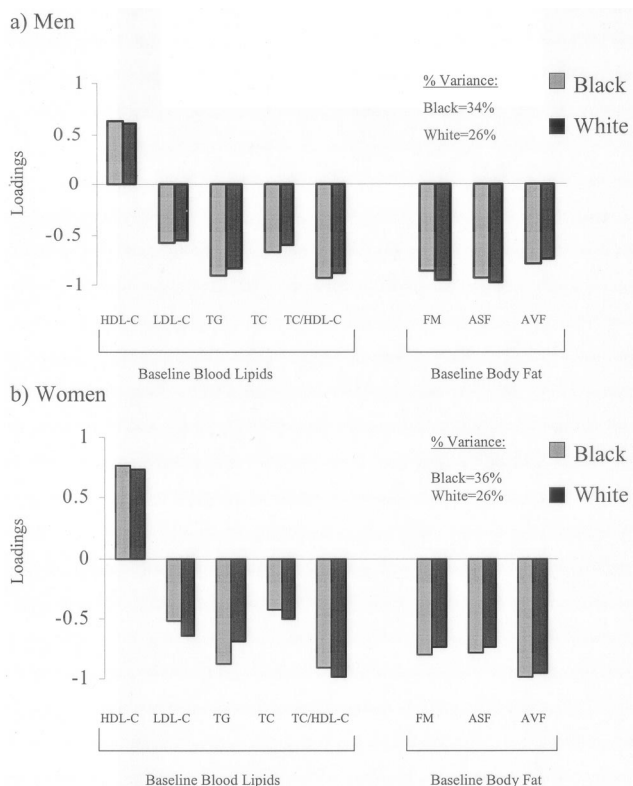 a) Men
% Variance:
Black=34%
White=26%
Black
White
Loadings
1
0.5
0
-0.5
-1
HDL-C LDL-C TG TC TC/HDL-C FM ASF AVF
Baseline Blood Lipids Baseline Body Fat
b) Women
% Variance:
Black=36%
White=26%
Black
White
Loadings
1
0.5
0
-0.5
-1
HDL-C LDL-C TG TC TC/HDL-C FM ASF AVF
Baseline Blood Lipids Baseline Body Fat